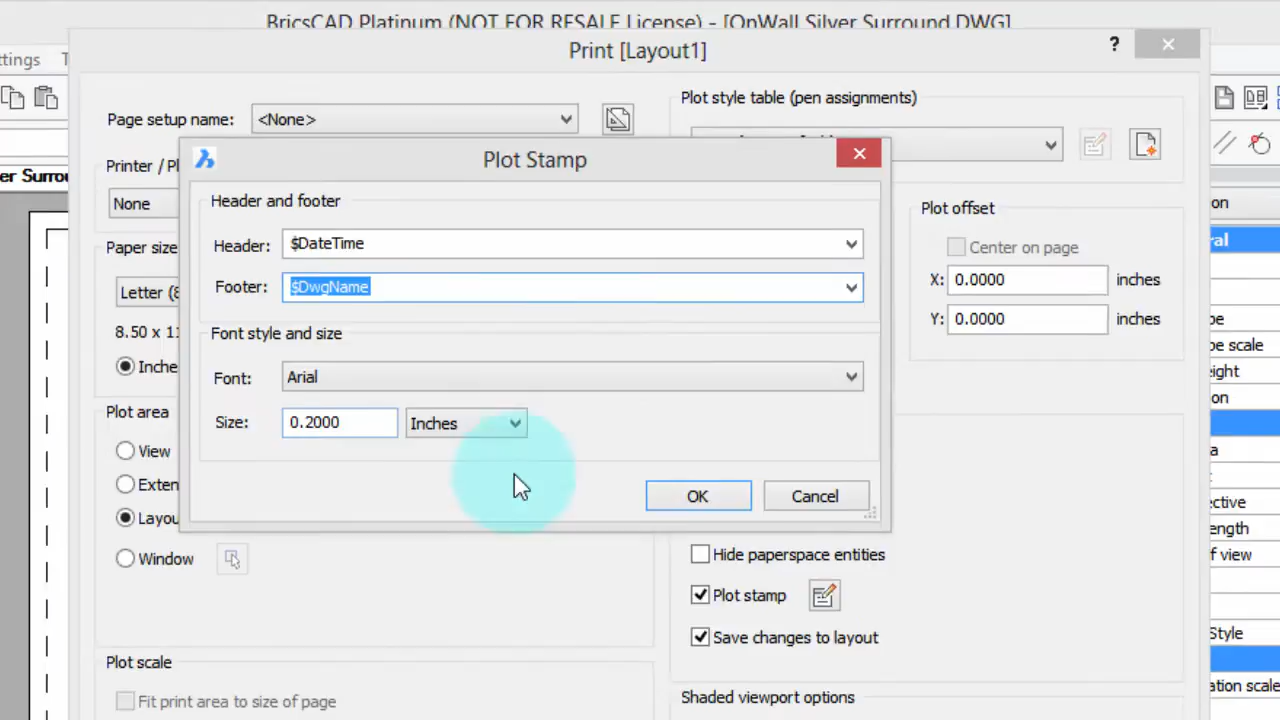 BricsCAD Platinum (NOT FOR RESALE License) - [OnWall Silver Surround DWG]
Print [Layout1]
?
ttings
Page setup name:
<None>
Plot style table (pen assignments)
Printer / Pl
None
er Surrou
Plot Stamp
Header and footer
Header:
$DateTime
Footer:
$DwgName
Font style and size
Font:
Arial
Size:
0.2000
Inches
OK
Cancel
Paper size
Letter (8
8.50 x 11
Inche
Plot area
View
Exten
Layou
Window
Plot scale
Fit print area to size of page
Plot offset
Center on page
X:
0.0000
inches
Y:
0.0000
inches
Hide paperspace entities
Plot stamp
Save changes to layout
Shaded viewport options
on
ral
pe
pe scale
eight
on
a
ective
ength
f view
Style
ation scale